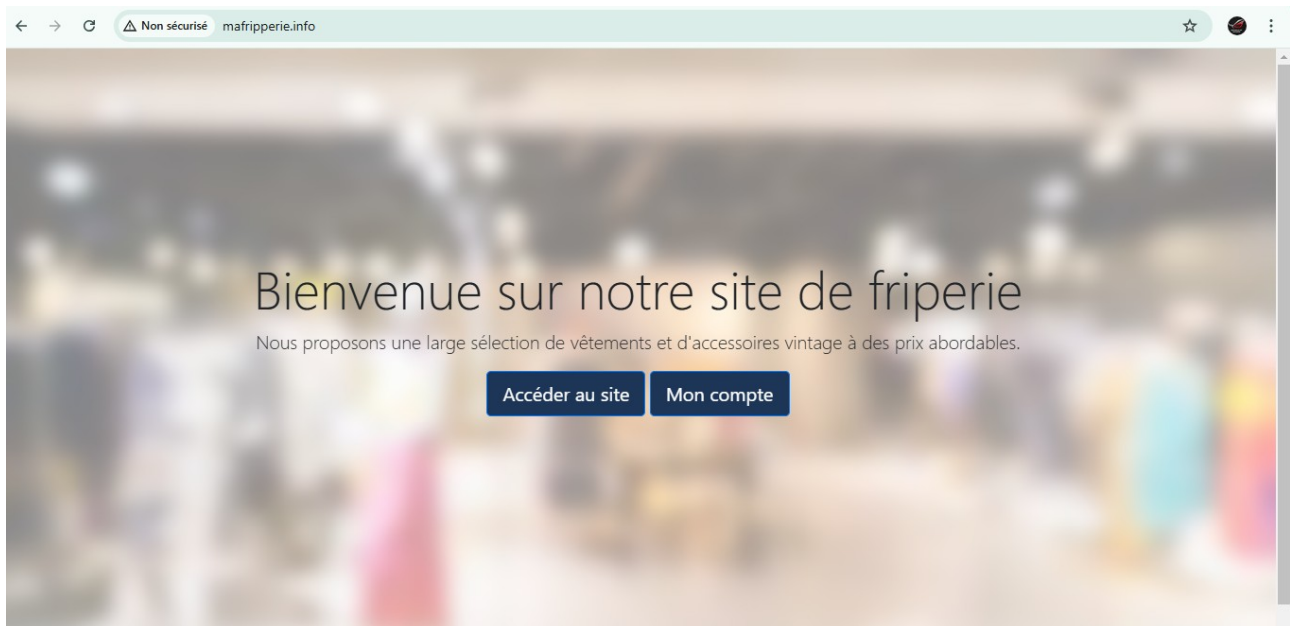 Non sécurisé mafripperie.info
Bienvenue sur notre site de friperie
Nous proposons une large sélection de vêtements et d'accessoires vintage à des prix abordables.
Accéder au site Mon compte